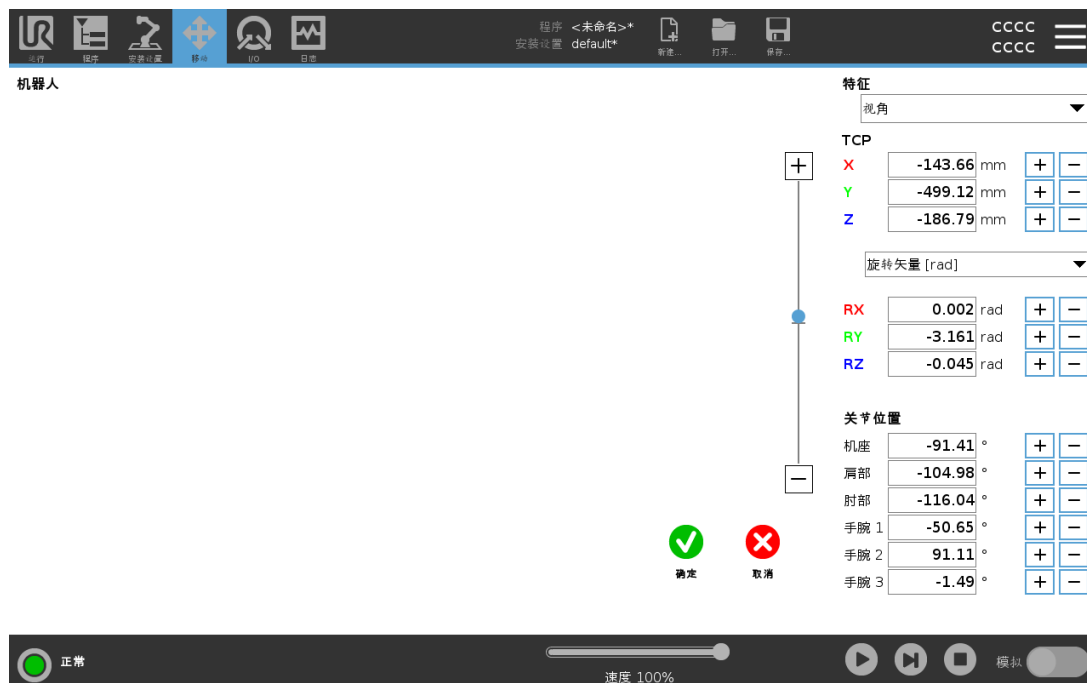 程序 <未命名>*
安装设置 default*
CCCC
CCCC
运行
程序
安装设置
移动
I/O
日志
新建...
打开...
保存...
机器人
特征
视角
TCP
X -143.66 mm
Y -499.12 mm
Z -186.79 mm
旋转矢量 [rad]
RX 0.002 rad
RY -3.161 rad
RZ -0.045 rad
关节位置
机座 -91.41 °
肩部 -104.98 °
肘部 -116.04 °
手腕 1 -50.65 °
手腕 2 91.11 °
手腕 3 -1.49 °
确定
取消
正常
速度 100%
模拟